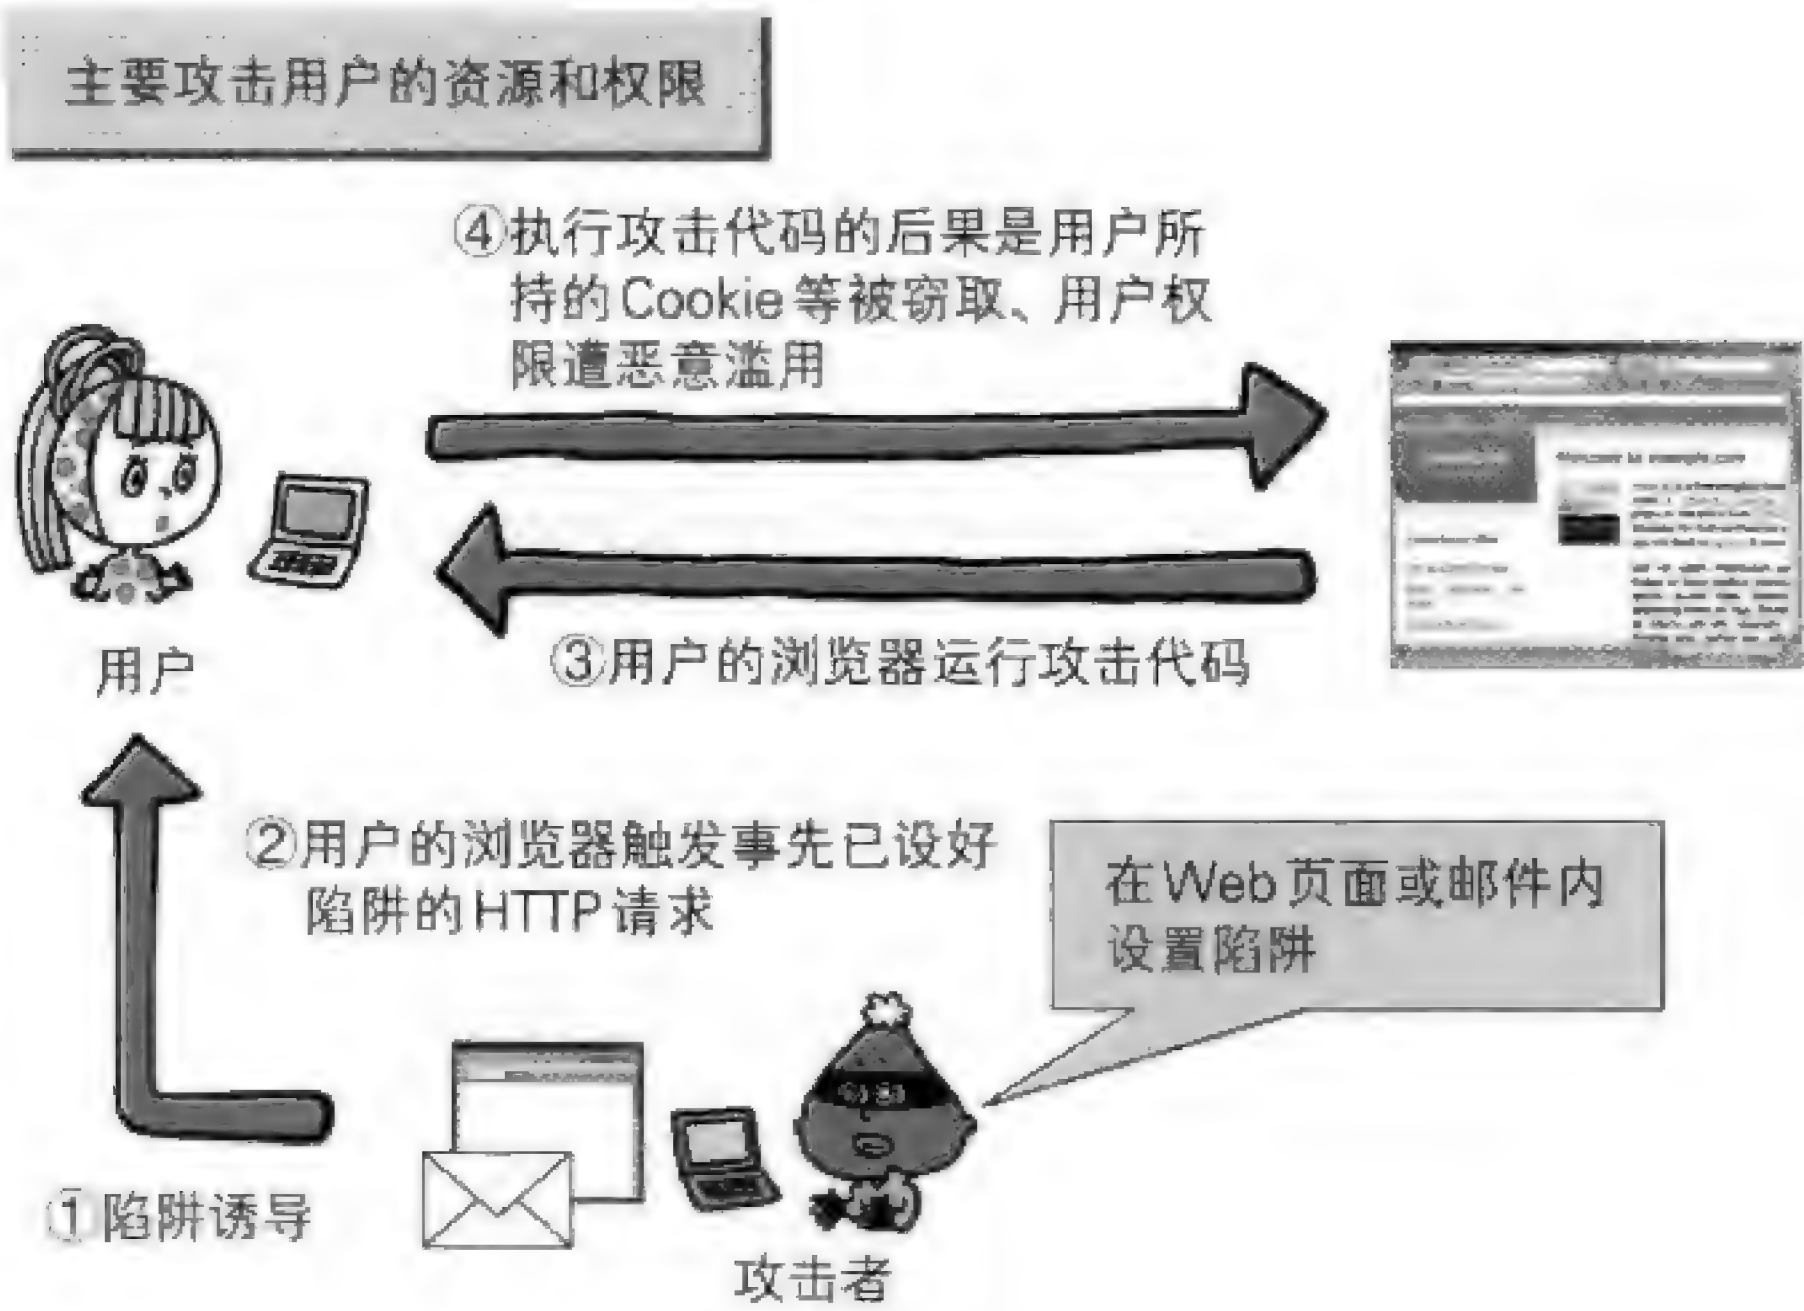 主要攻击用户的资源和权限
④执行攻击代码的后果是用户所
持的Cookie等被窃取、用户权
限遭恶意滥用
用户
③用户的浏览器运行攻击代码
②用户的浏览器触发事先已设好
陷阱的HTTP请求
在Web页面或邮件内
设置陷阱
①陷阱诱导
攻击者